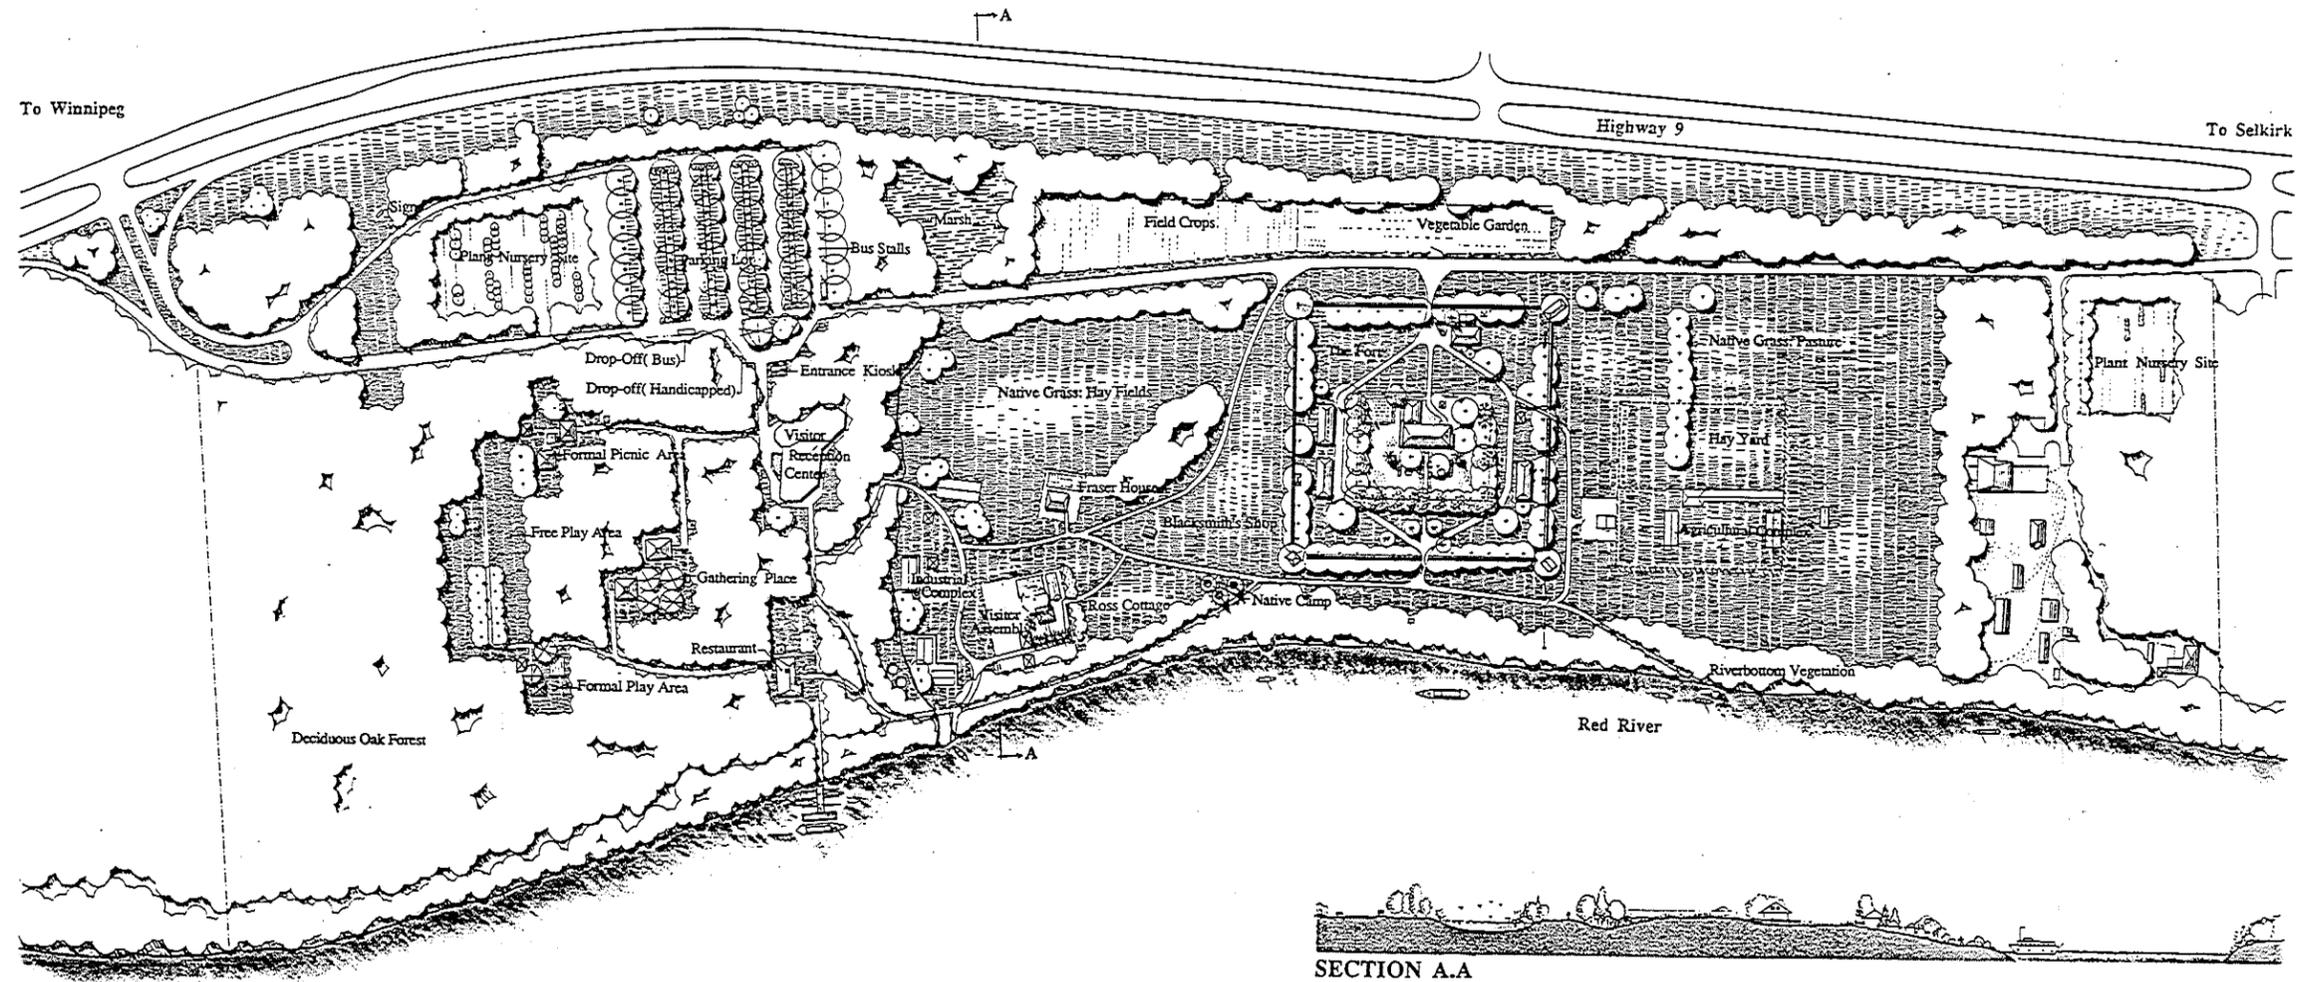 A
To Winnipeg
Highway 9
To Selkirk
Sign
Marsh
Field Crops
Vegetable Garden
Plant Nursery Site
Parking Lot
Bus Stalls
Drop-Off( Bus)
Drop-off( Handicapped)
Entrance Kiosk
The Fort
Native Grass: Pasture
Plant Nursery Site
Native Grass: Hay Fields
Visitor
Reception
Center
Formal Picnic Area
Hay Yard
Fraser House
Free Play Area
Blacksmith's Shop
Agricultural Complex
Gathering Place
Industrial
Complex
Visitor
Assembly
Ross Cottage
Native Camp
Restaurant
Formal Play Area
Riverbottom Vegetation
Deciduous Oak Forest
Red River
A
SECTION A.A